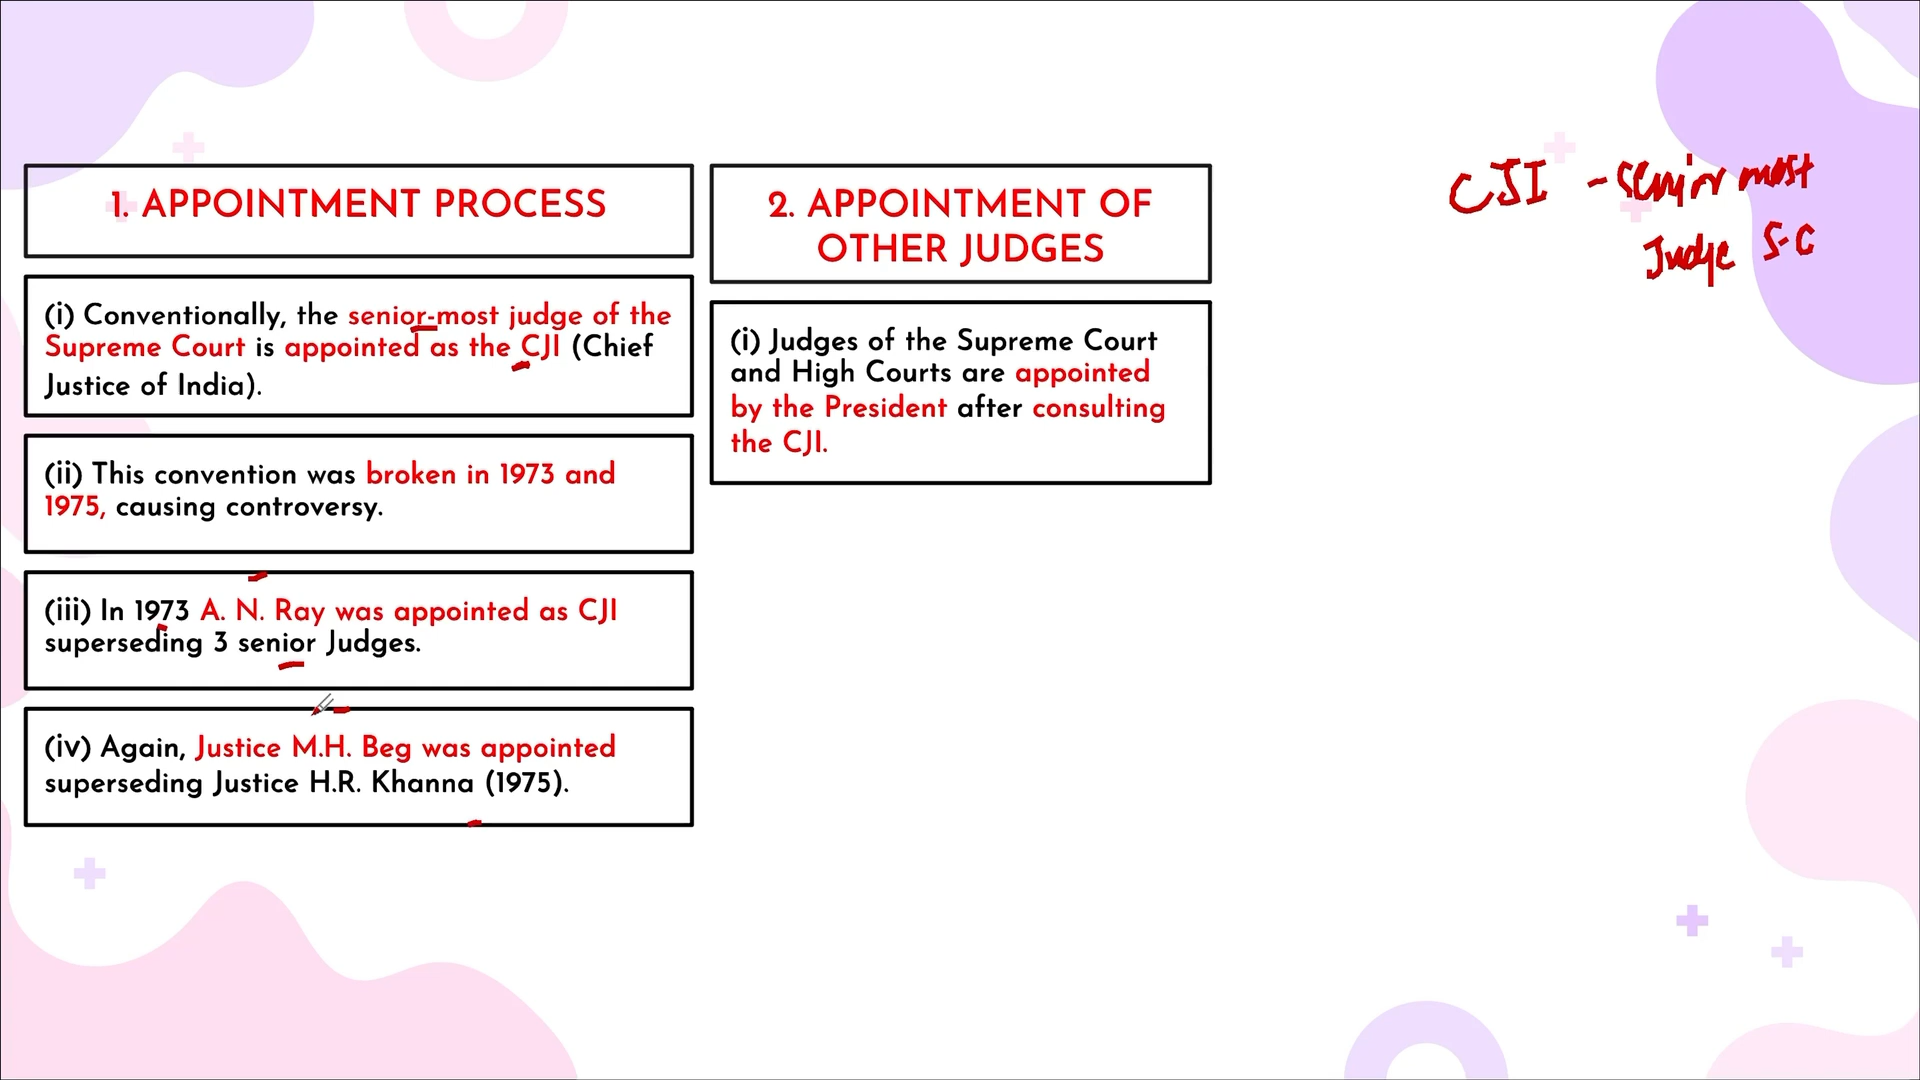 1. APPOINTMENT PROCESS
(i) Conventionally, the senior-most judge of the
Supreme Court is appointed as the CJI (Chief
Justice of India).
(ii) This convention was broken in 1973 and
1975, causing controversy.
(iii) In 1973 A. N. Ray was appointed as CJI
superseding 3 senior Judges.
(iv) Again, Justice M.H. Beg was appointed
superseding Justice H.R. Khanna (1975).
2. APPOINTMENT OF
OTHER JUDGES
(i) Judges of the Supreme Court
and High Courts are appointed
by the President after consulting
the CJI.
CJI - senior most
Judge S.C